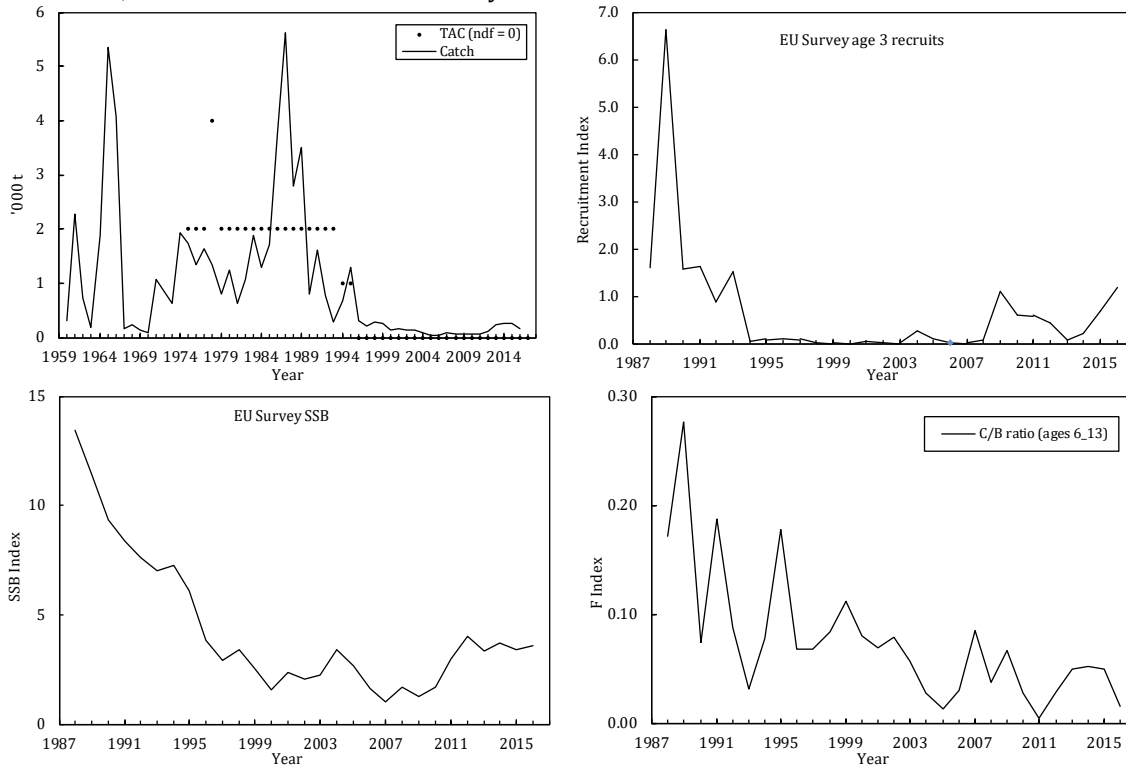 6
5
4
3
2
1
0
'000 t
TAC (ndf = 0)
Catch
1959 1964 1969 1974 1979 1984 1989 1994 1999 2004 2009 2014
Year
7.0
6.0
5.0
4.0
3.0
2.0
1.0
0.0
Recruitment Index
EU Survey age 3 recruits
1987 1991 1995 1999 2003 2007 2011 2015
Year
15
10
5
0
SSB Index
EU Survey SSB
1987 1991 1995 1999 2003 2007 2011 2015
Year
0.30
0.20
0.10
0.00
F Index
C/B ratio (ages 6_13)
1987 1991 1995 1999 2003 2007 2011 2015
Year